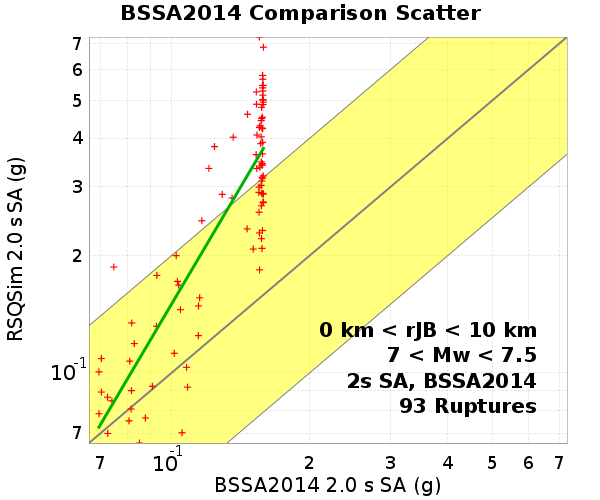 BSSA2014 Comparison Scatter
RSQSim 2.0 s SA (g)
7
6
5
4
3
2
10^-1
7
0 km < rJB < 10 km
7 < Mw < 7.5
2s SA, BSSA2014
93 Ruptures
7 10^-1 2 3 4 5 6 7
BSSA2014 2.0 s SA (g)